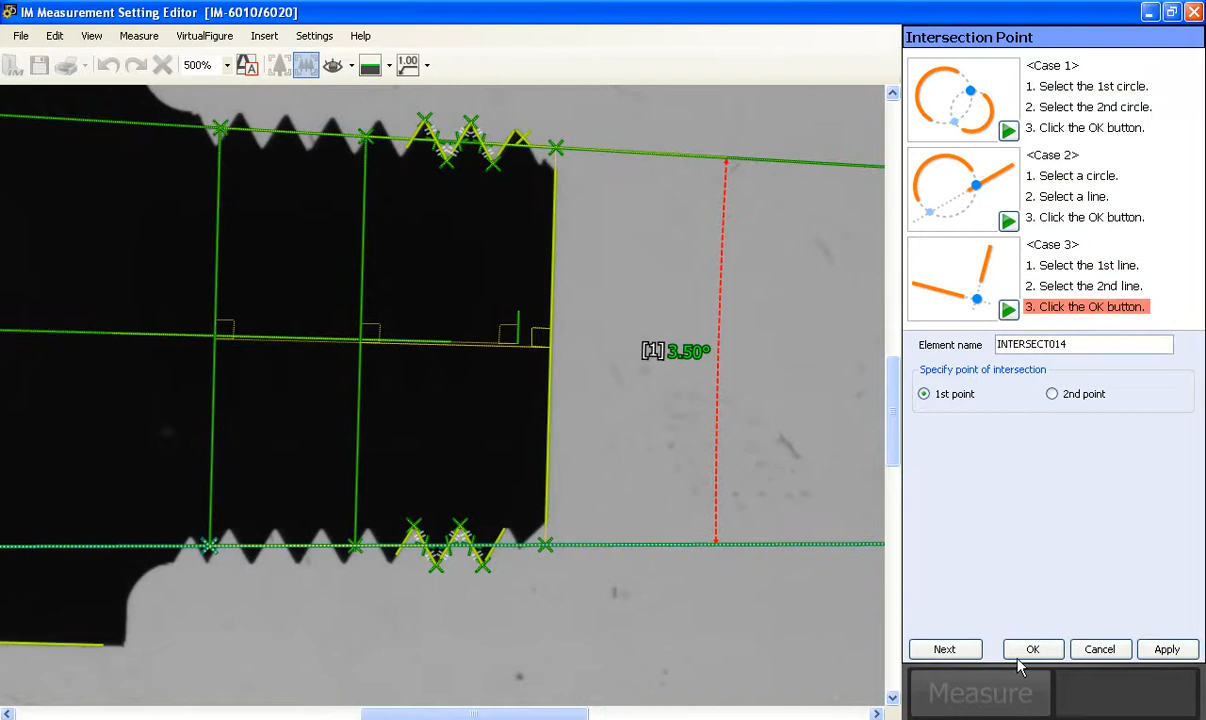 IM Measurement Setting Editor [IM-6010/6020]
File Edit View Measure VirtualFigure Insert Settings Help
500% A A 1.00
Intersection Point
<Case 1>
1. Select the 1st circle.
2. Select the 2nd circle.
3. Click the OK button.
<Case 2>
1. Select a circle.
2. Select a line.
3. Click the OK button.
<Case 3>
1. Select the 1st line.
2. Select the 2nd line.
3. Click the OK button.
Element name INTERSECT014
Specify point of intersection
1st point 2nd point
[1] 3.50°
Next OK Cancel Apply
Measure